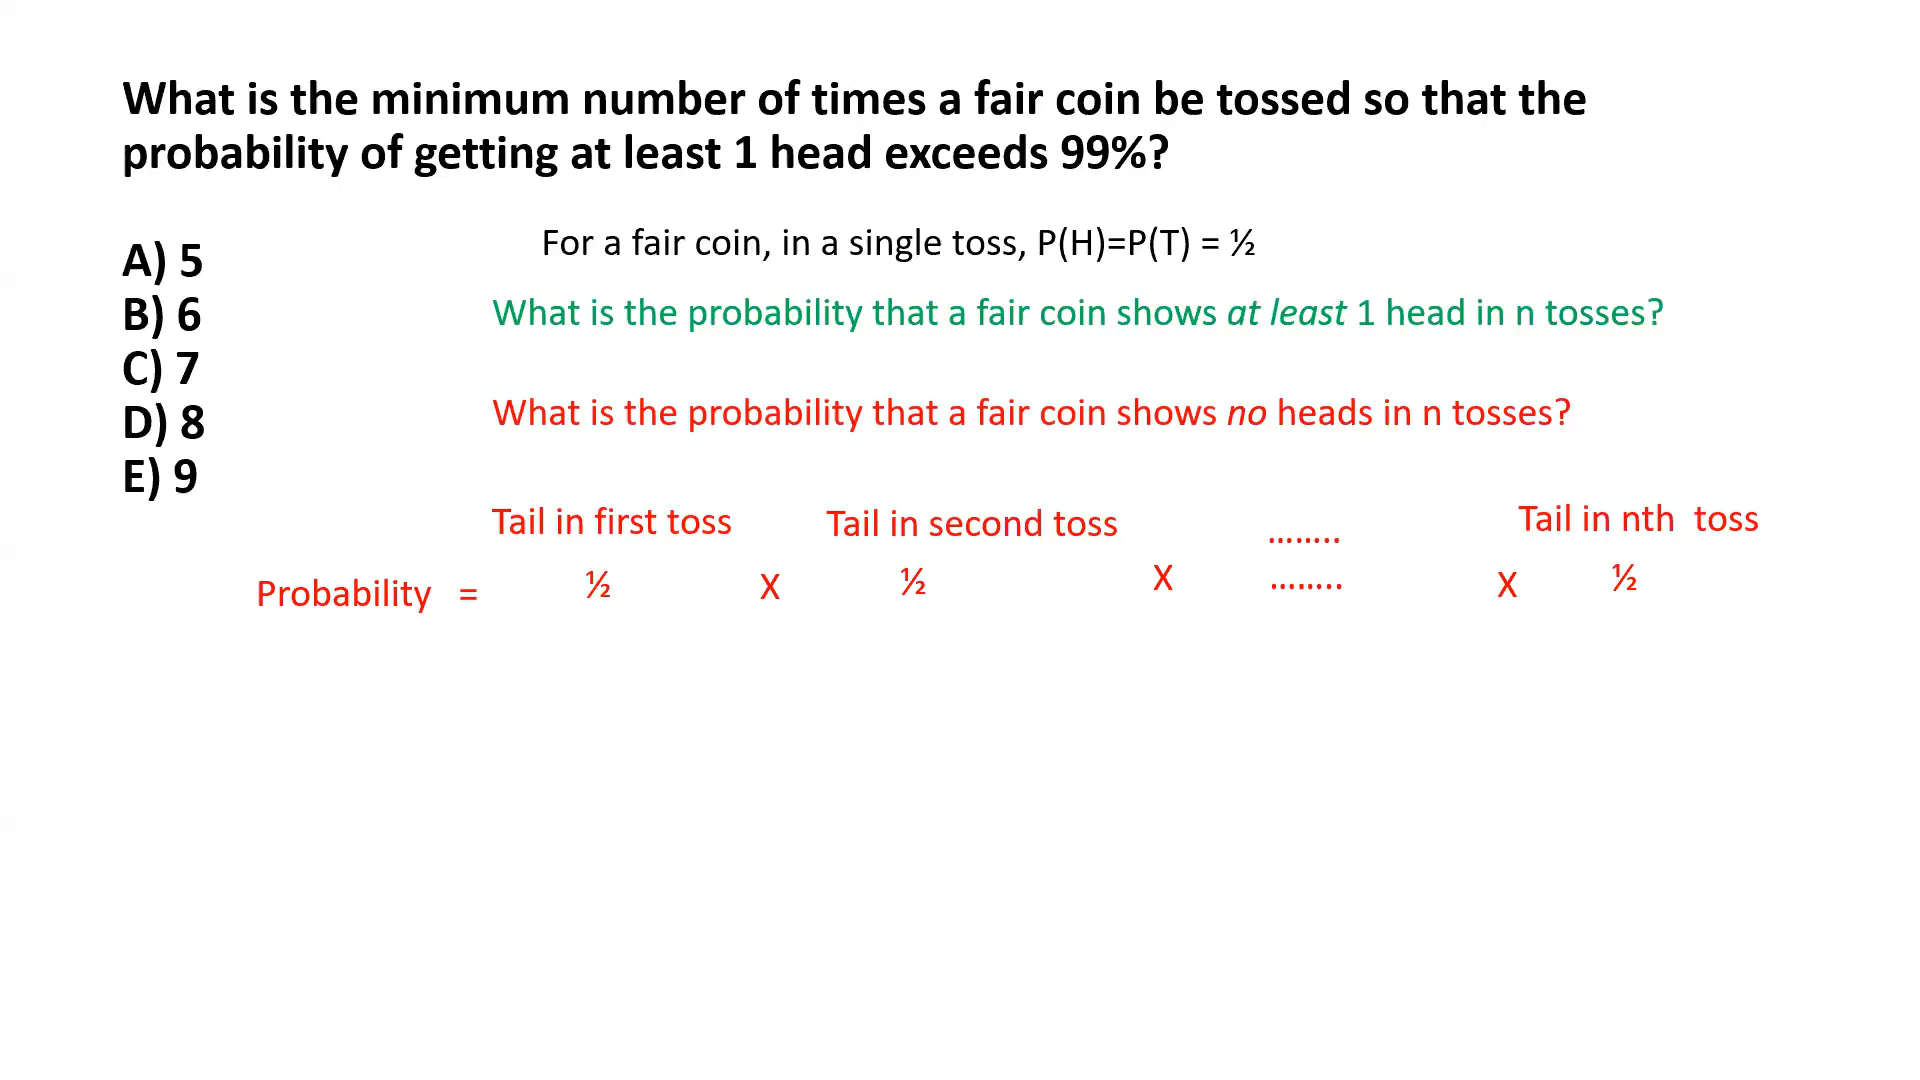 What is the minimum number of times a fair coin be tossed so that the
probability of getting at least 1 head exceeds 99%?
A) 5
B) 6
C) 7
D) 8
E) 9
For a fair coin, in a single toss, P(H)=P(T) = ½
What is the probability that a fair coin shows at least 1 head in n tosses?
What is the probability that a fair coin shows no heads in n tosses?
Tail in first toss Tail in second toss …….. Tail in nth toss
Probability = ½ X ½ X …….. X ½